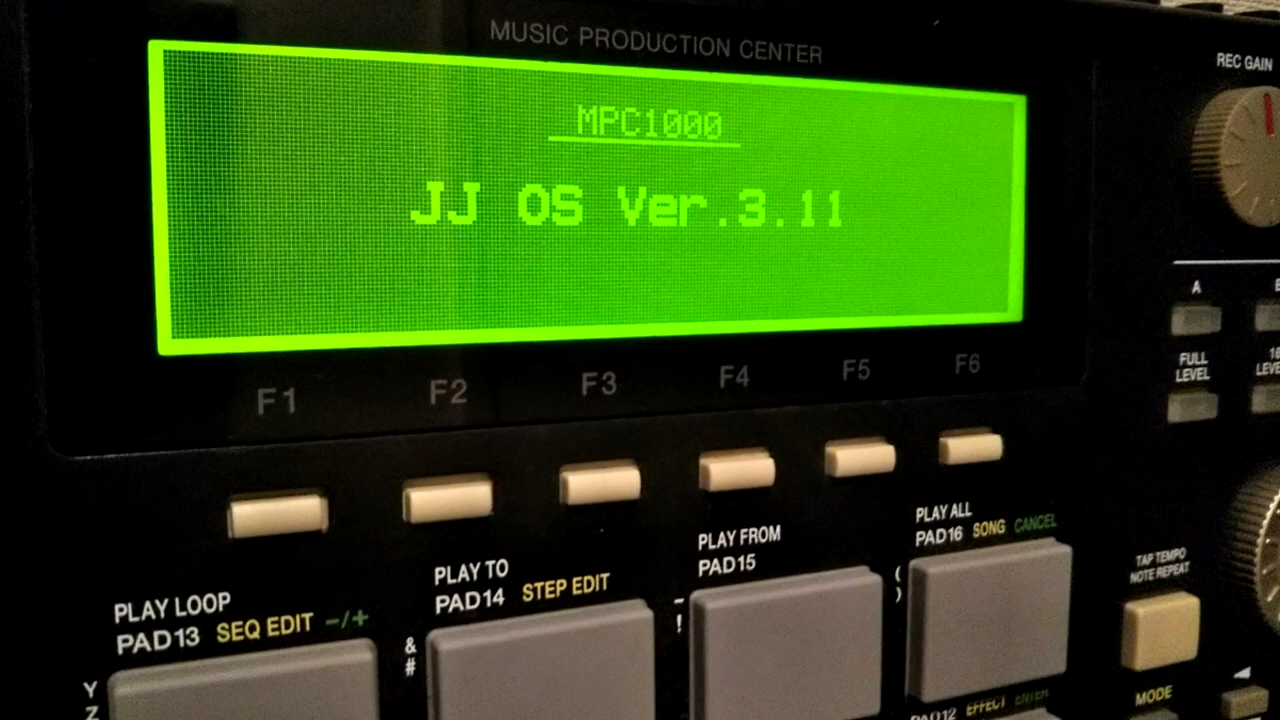 MUSIC PRODUCTION CENTER
REC GAIN
MPC1000
JJ OS Ver.3.11
A
FULL
LEVEL
F1 F2 F3 F4 F5 F6
PLAY LOOP
PAD13 SEQ EDIT -/+
PLAY TO
PAD14 STEP EDIT
PLAY FROM
PAD15
PLAY ALL
PAD16 SONG CANCEL
TAP TEMPO
NOTE REPEAT
Y
Z
&
#
-
!
(
)
MODE
PAD12 EFFECT ENTER